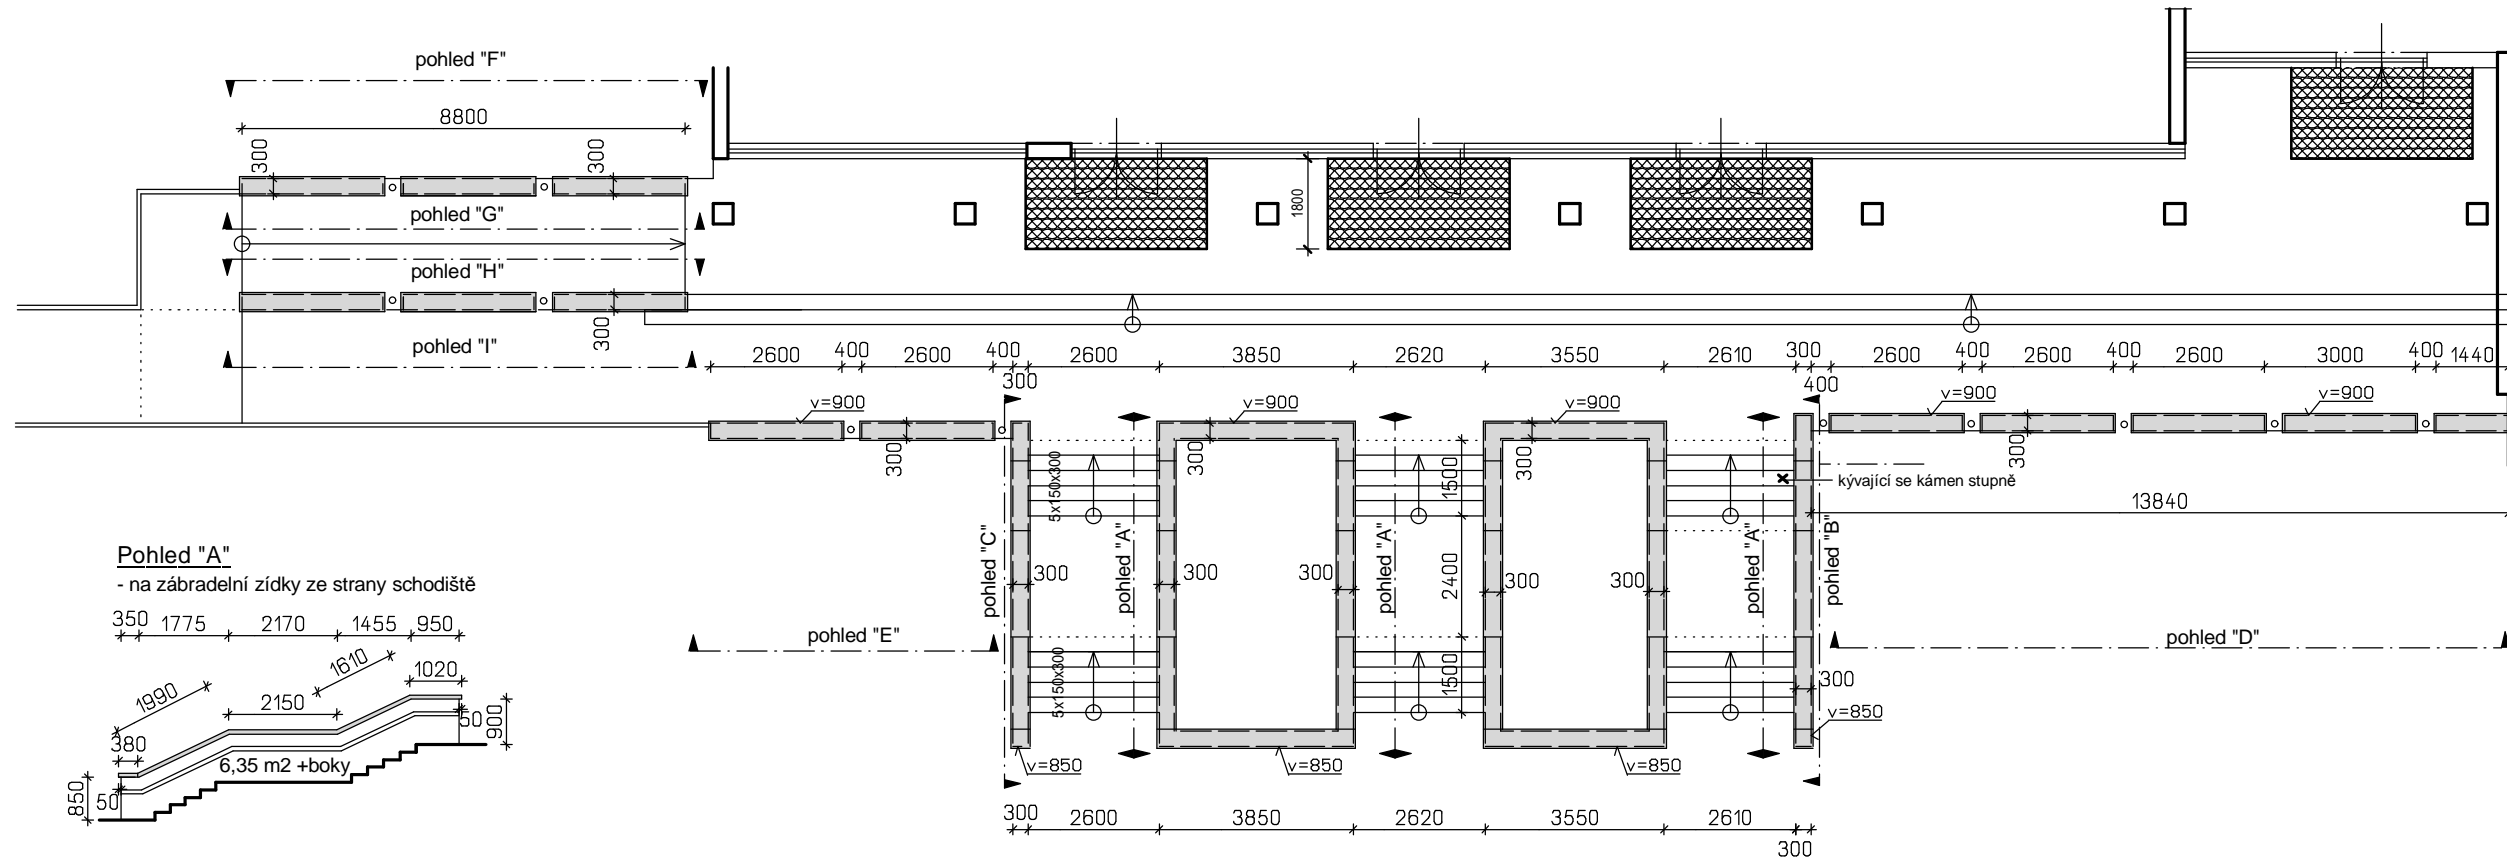 pohled "F"
8800
300
300
pohled "G"
pohled "H"
300
pohled "I"
1800
2600 400 2600 400 2600 3850 2620 3550 2610 300 2600 400 2600 400 2600 3000 400 1440
300
400
v=900
v=900
v=900
v=900
v=900
300
300
300
300
5x150x300
1500
kývající se kámen stupně
13840
pohled "C"
pohled "A"
pohled "A"
pohled "A"
pohled "B"
300
300
300
300
300
2400
pohled "E"
pohled "D"
5x150x300
1500
300
v=850
v=850
v=850
v=850
300 2600 3850 2620 3550 2610
300
Pohled "A"
- na zábradelní zídky ze strany schodiště
350 1775 2170 1455 950
1990
1610
1020
2150
380
50
900
6,35 m2 +boky
850
50